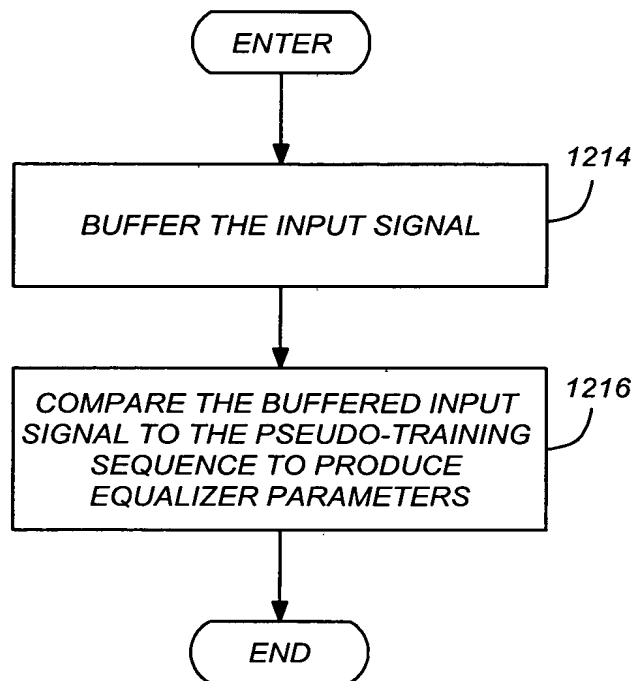 ENTER
1214
BUFFER THE INPUT SIGNAL
1216
COMPARE THE BUFFERED INPUT
SIGNAL TO THE PSEUDO-TRAINING
SEQUENCE TO PRODUCE
EQUALIZER PARAMETERS
END